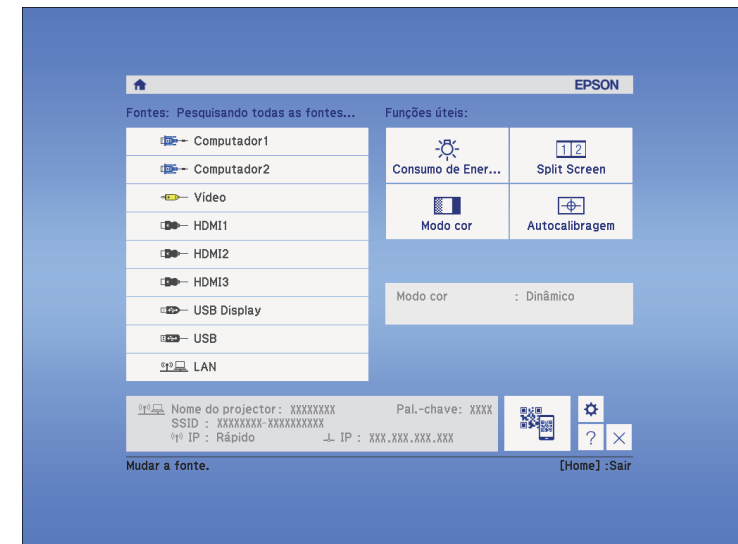 EPSON
Fontes: Pesquisando todas as fontes...
Computador1
Computador2
Vídeo
HDMI1
HDMI2
HDMI3
USB Display
USB
LAN
Funções úteis:
Consumo de Ener...
1 2
Split Screen
Modo cor
Autocalibragem
Modo cor : Dinâmico
Nome do projector: XXXXXXXX Pal.-chave: XXXX
SSID : XXXXXXXX-XXXXXXXXXX
IP : Rápido IP : XXX.XXX.XXX.XXX
?
Mudar a fonte. [Home] :Sair